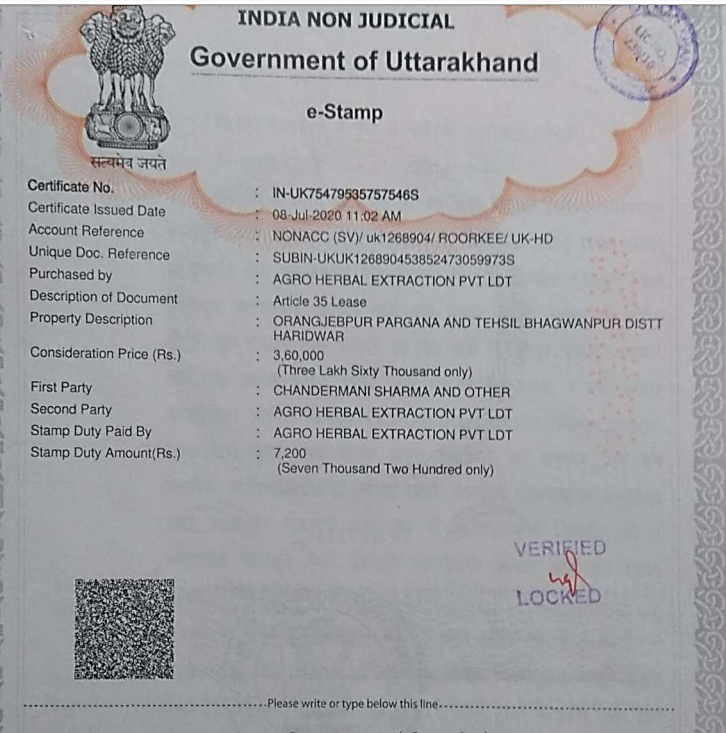 INDIA NON JUDICIAL
Government of Uttarakhand
e-Stamp
सत्यमेव जयते
Certificate No. : IN-UK75479535757546S
Certificate Issued Date : 08-Jul-2020 11:02 AM
Account Reference : NONACC (SV)/ uk1268904/ ROORKEE/ UK-HD
Unique Doc. Reference : SUBIN-UKUK126890453852473059973S
Purchased by : AGRO HERBAL EXTRACTION PVT LDT
Description of Document : Article 35 Lease
Property Description : ORANGJEBPUR PARGANA AND TEHSIL BHAGWANPUR DISTT
HARIDWAR
Consideration Price (Rs.) : 3,60,000
(Three Lakh Sixty Thousand only)
First Party : CHANDERMANI SHARMA AND OTHER
Second Party : AGRO HERBAL EXTRACTION PVT LDT
Stamp Duty Paid By : AGRO HERBAL EXTRACTION PVT LDT
Stamp Duty Amount(Rs.) : 7,200
(Seven Thousand Two Hundred only)
VERIFIED
LOCKED
Please write or type below this line